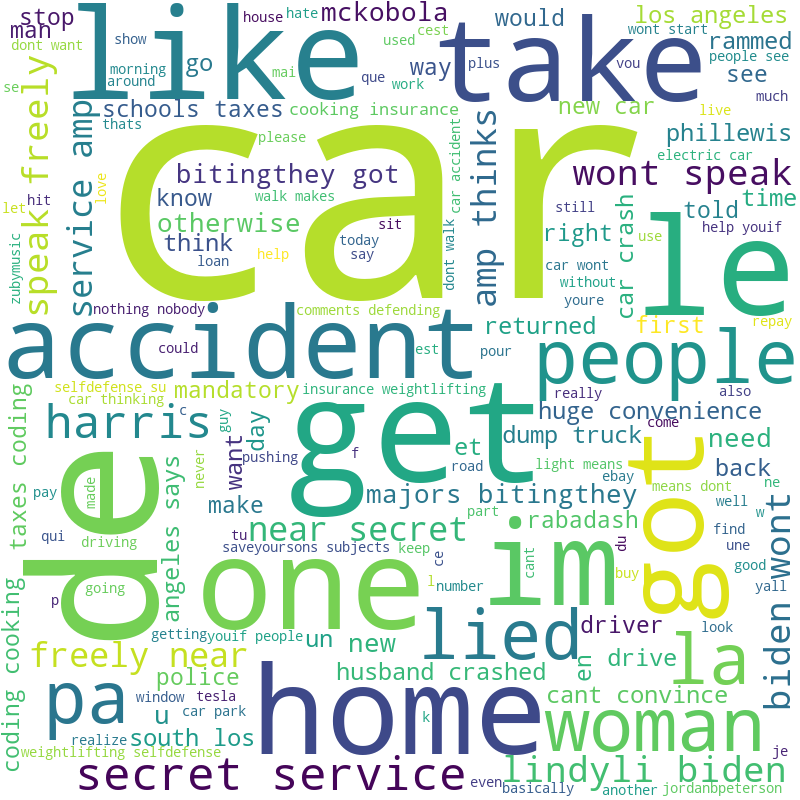 house
hate
stop
mckobola
man
show
dont want
like
take
used
cest
would
los angeles
wont start
rammed
people see
morning
around
go
mai
que
plus
work
vou
way
see
much
se
thats
schools taxes
cooking insurance
new car
live
car
please
phillewis
electric car
speak freely
service amp
love
bitingthey got
walk makes
car accident
amp thinks
wont speak
let
hit
know
otherwise
sit
still
told
time
think
today
help
say
loan
dont walk
right
help youif
zubymusic
car wont
without
use
youre
car crash
le
nothing nobody
comments defending
accident
could
est
pour
returned
first
repay
people
selfdefense su
car thinking
mandatory
insurance weightlifting
really
also
c
guy
get
huge convenience
come
taxes coding
harris
day
et
dump truck
need
want
pushing
f
road
light means
got
back
made
de
never
ebay
means dont
pay
make
majors bitingthey
part
rabadash
well
ne
w
angeles says
near secret
im
cant
find
qui
driving
tu
saveyoursons subjects
keep
ce
du
une
good
yall
going
one
l
number
buy
p
lied
driver
look
gettingyouif people
un new
la
biden wont
freely near
husband crashed
en
drive
coding cooking
police
pa
home
cant convince
window
tesla
u
car park
k
woman
realize
south los
je
weightlifting selfdefense
secret service
even
basically
lindyli biden
another
jordanbpeterson